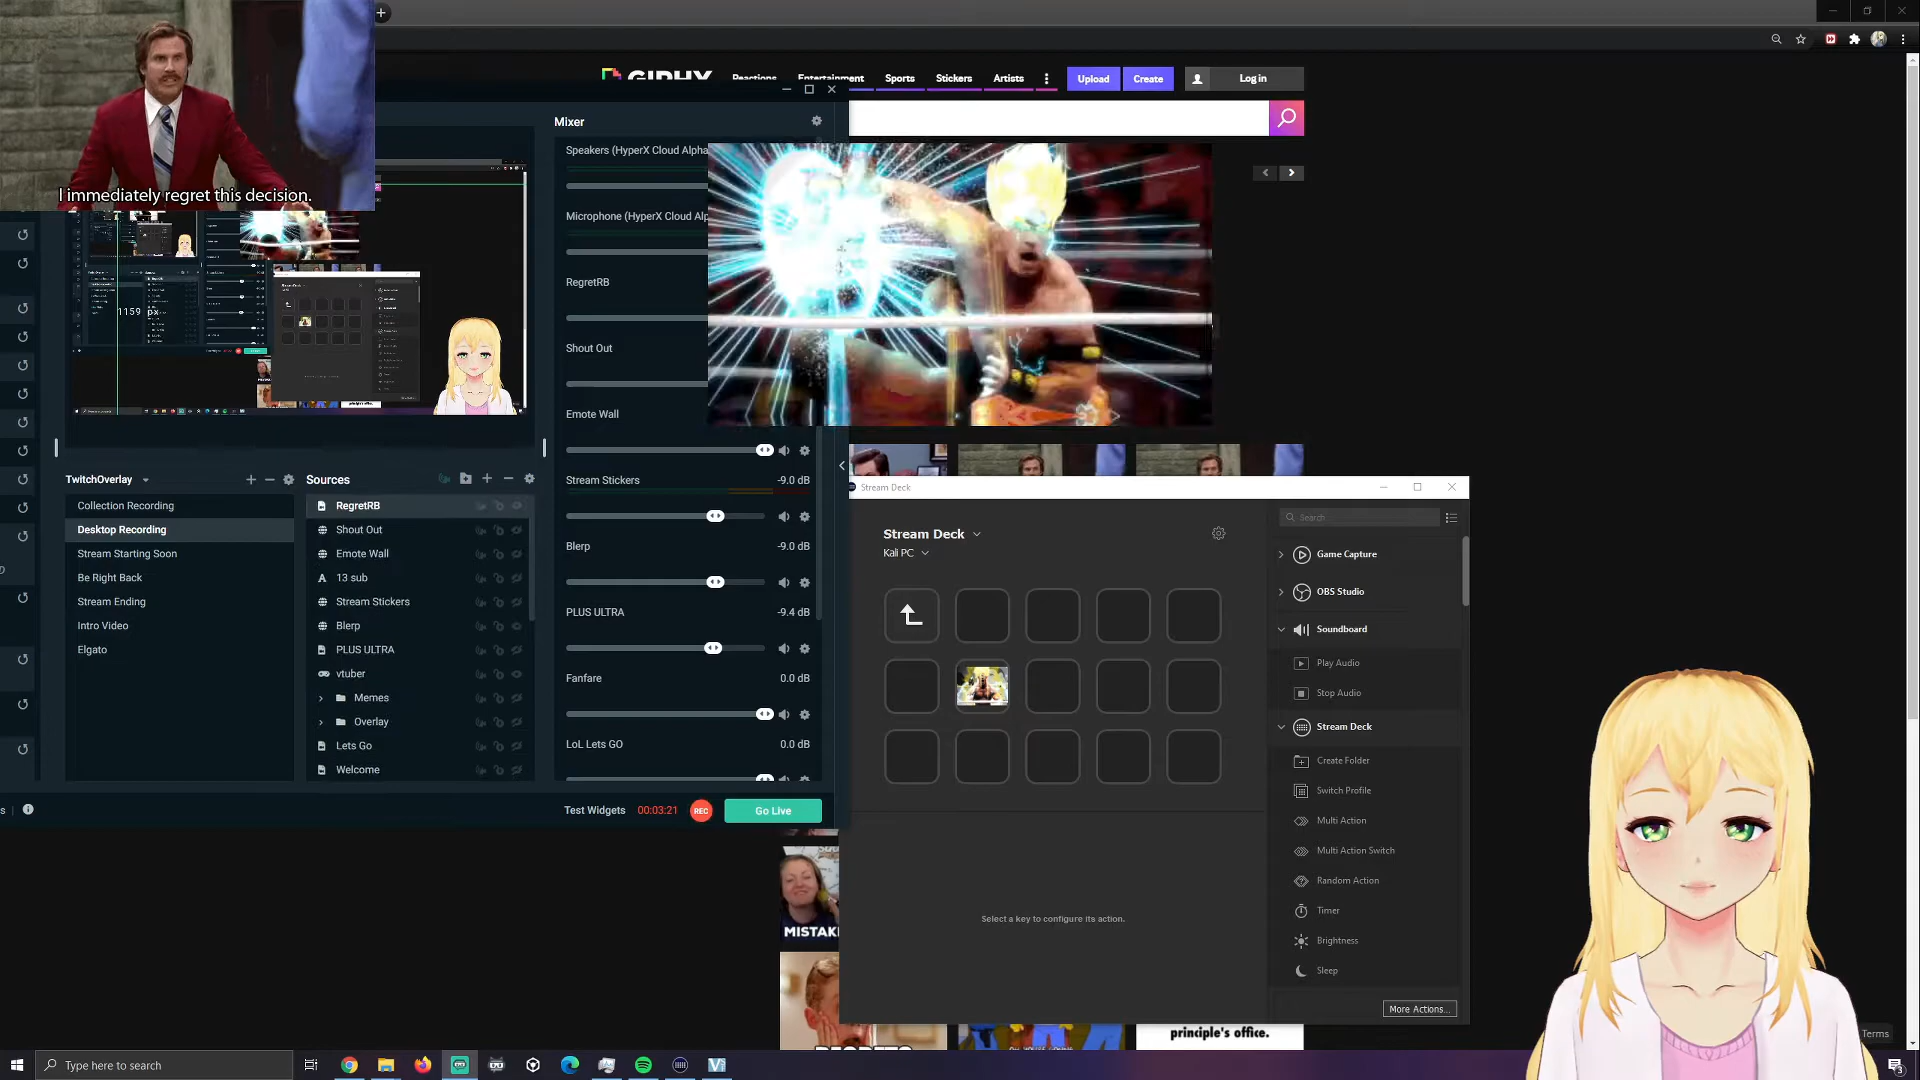 I immediately regret this decision.
GIPHY
Reactions
Entertainment
Sports
Stickers
Artists
Upload
Create
Log in
Mixer
Speakers (HyperX Cloud Alpha
Microphone (HyperX Cloud Alp
RegretRB
Shout Out
Emote Wall
Stream Stickers
-9.0 dB
Blerp
-9.0 dB
PLUS ULTRA
-9.4 dB
Fanfare
0.0 dB
LoL Lets GO
0.0 dB
1159 px
TwitchOverlay
Collection Recording
Desktop Recording
Stream Starting Soon
Be Right Back
Stream Ending
Intro Video
Elgato
Sources
RegretRB
Shout Out
Emote Wall
13 sub
Stream Stickers
Blerp
PLUS ULTRA
vtuber
Memes
Overlay
Lets Go
Welcome
s
Test Widgets
00:03:21
REC
Go Live
Stream Deck
Stream Deck
Kali PC
Select a key to configure its action.
Search
Game Capture
OBS Studio
Soundboard
Play Audio
Stop Audio
Stream Deck
Create Folder
Switch Profile
Multi Action
Multi Action Switch
Random Action
Timer
Brightness
Sleep
More Actions...
MISTAK
REGRETS
principle's office.
Terms
Type here to search
3